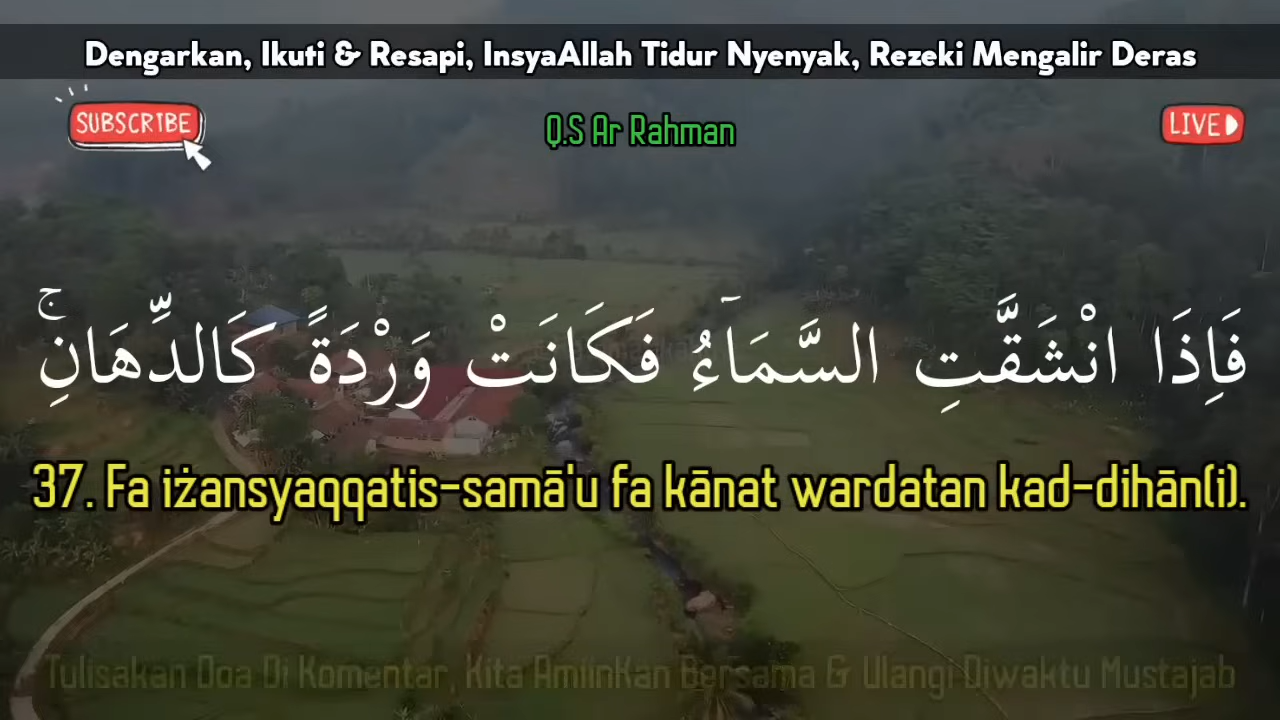 Dengarkan, Ikuti & Resapi, InsyaAllah Tidur Nyenyak, Rezeki Mengalir Deras
SUBSCRIBE
Q.S Ar Rahman
LIVE
فَاِذَا انْشَقَّتِ السَّمَاۤءُ فَكَانَتْ وَرْدَةً كَالدِّهَانِۚ
37. Fa iżansyaqqatis-samā'u fa kānat wardatan kad-dihān(i).
Tulisakan Doa Di Komentar, Kita AmiinKan Bersama & Ulangi Diwaktu Mustajab